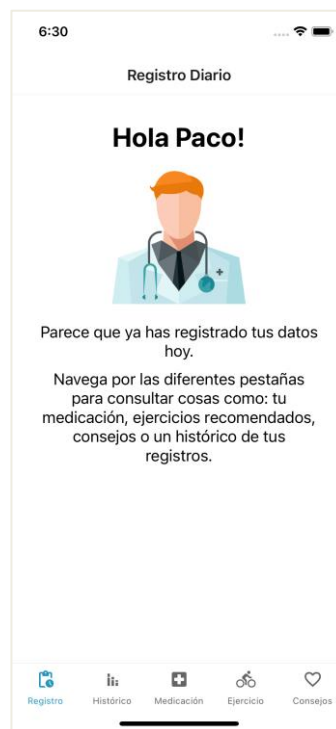 6:30
Registro Diario
Hola Paco!
Parece que ya has registrado tus datos
hoy.
Navega por las diferentes pestañas
para consultar cosas como: tu
medicación, ejercicios recomendados,
consejos o un histórico de tus
registros.
Registro Histórico Medicación Ejercicio Consejos